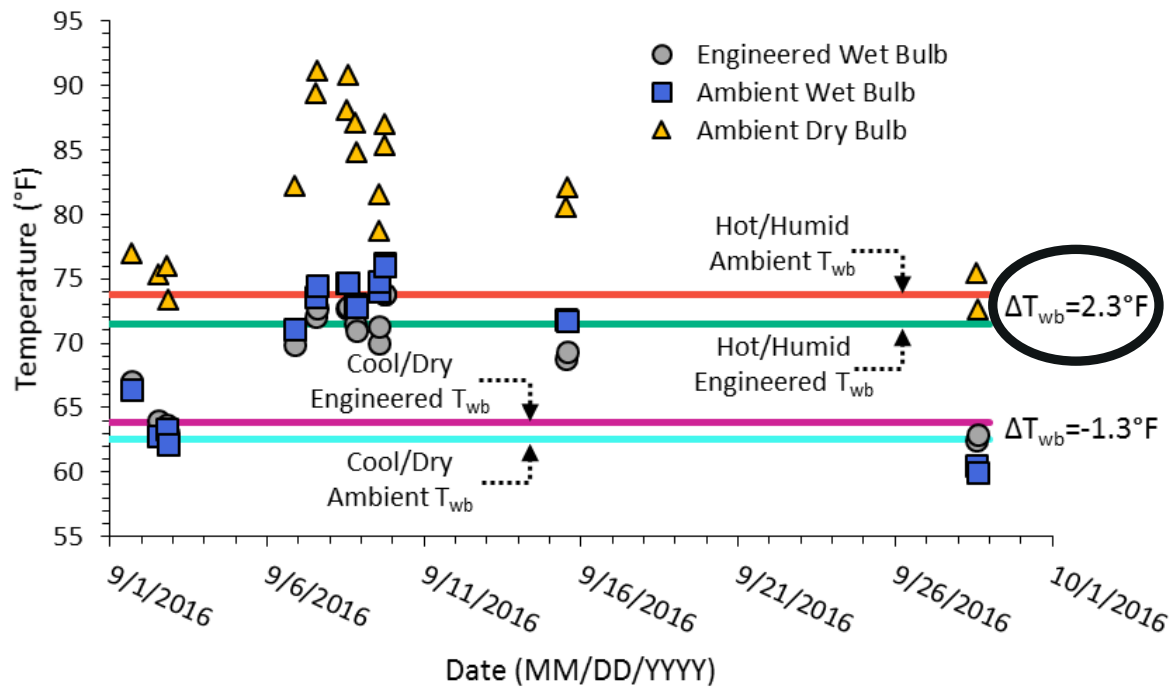 95
90
85
80
75
70
65
60
55
Temperature (°F)
Engineered Wet Bulb
Ambient Wet Bulb
Ambient Dry Bulb
Hot/Humid
Ambient Twb
ΔTwb=2.3°F
Hot/Humid
Engineered Twb
Cool/Dry
Engineered Twb
ΔTwb=-1.3°F
Cool/Dry
Ambient Twb
9/1/2016
9/6/2016
9/11/2016
9/16/2016
9/21/2016
9/26/2016
10/1/2016
Date (MM/DD/YYYY)